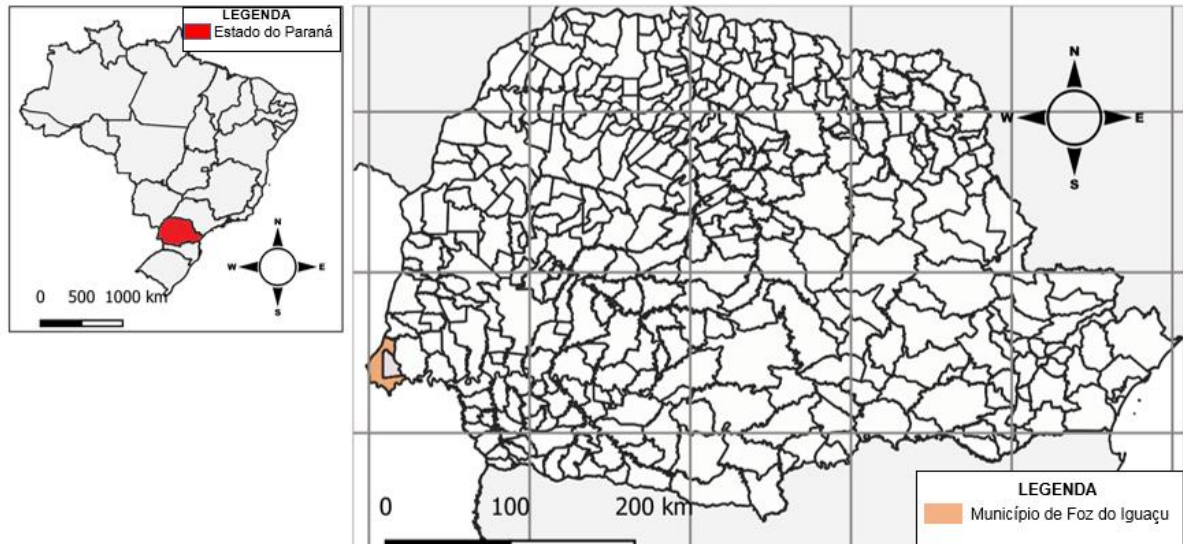 LEGENDA
Estado do Paraná
N
W
E
S
0 500 1000 km
N
W
E
S
0 100 200 km
LEGENDA
Município de Foz do Iguaçu